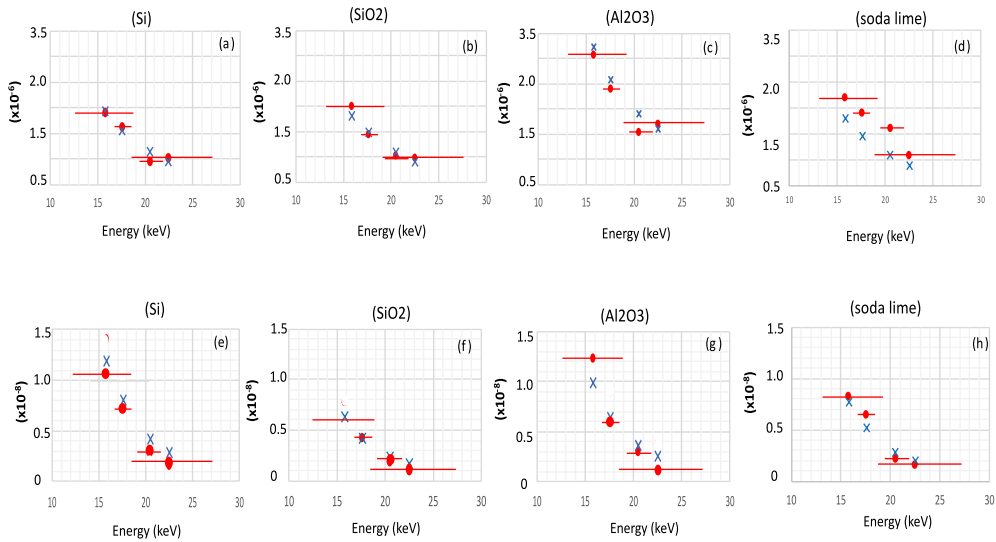 (Si)
(a)
3.5
2.0
1.5
0.5
(x10⁻⁶)
10 15 20 25 30
Energy (keV)
(SiO2)
(b)
3.5
2.0
1.5
0.5
(x10⁻⁶)
10 15 20 25 30
Energy (keV)
(Al2O3)
(c)
3.5
2.0
1.5
0.5
(x10⁻⁶)
10 15 20 25 30
Energy (keV)
(soda lime)
(d)
3.5
2.0
1.5
0.5
(x10⁻⁶)
10 15 20 25 30
Energy (keV)
(Si)
(e)
1.5
1.0
0.5
0
(x10⁻⁸)
10 15 20 25 30
Energy (keV)
(SiO2)
(f)
1.5
1.0
0.5
0
(x10⁻⁸)
10 15 20 25 30
Energy (keV)
(Al2O3)
(g)
1.5
1.0
0.5
0
(x10⁻⁸)
10 15 20 25 30
Energy (keV)
(soda lime)
(h)
1.5
1.0
0.5
0
(x10⁻⁸)
10 15 20 25 30
Energy (keV)